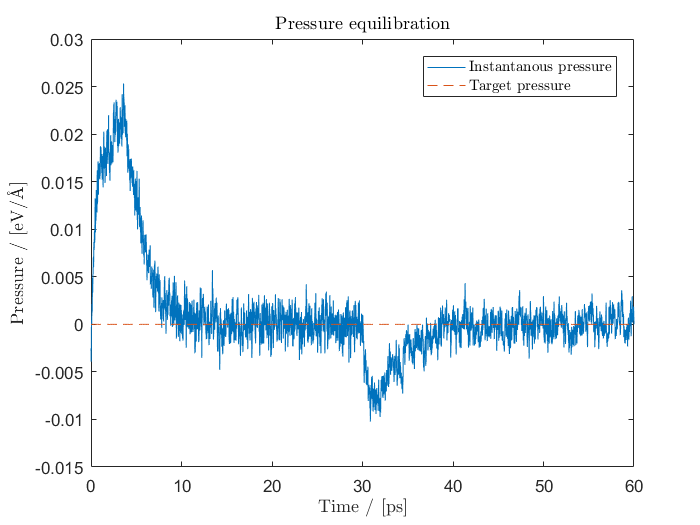 Pressure equilibration
0.03
0.025
0.02
0.015
0.01
0.005
0
-0.005
-0.01
-0.015
Pressure / [eV/Å]
Instantanous pressure
Target pressure
0 10 20 30 40 50 60
Time / [ps]